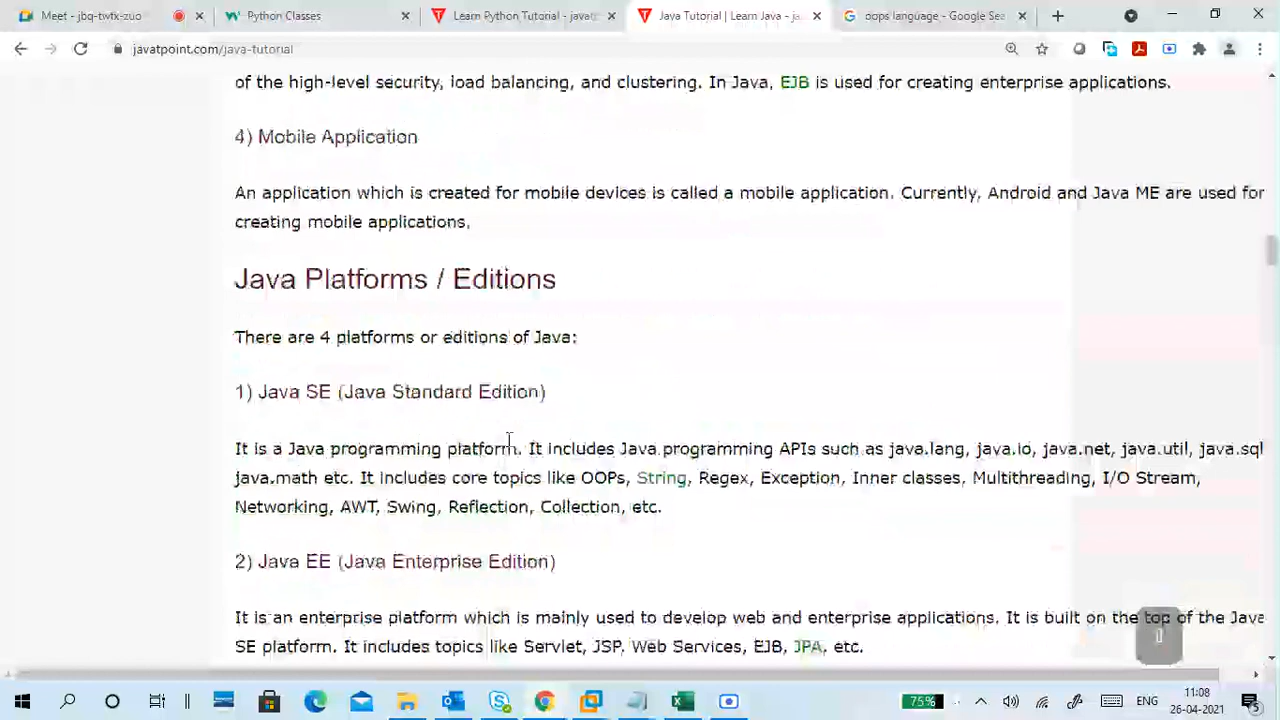 Meet - jbq-twfk-zuo
Python Classes
Learn Python Tutorial - javatp
Java Tutorial | Learn Java - jav
oops language - Google Sea
javatpoint.com/java-tutorial
of the high-level security, load balancing, and clustering. In Java, EJB is used for creating enterprise applications.
4) Mobile Application
An application which is created for mobile devices is called a mobile application. Currently, Android and Java ME are used for
creating mobile applications.
Java Platforms / Editions
There are 4 platforms or editions of Java:
1) Java SE (Java Standard Edition)
It is a Java programming platform. It includes Java programming APIs such as java.lang, java.io, java.net, java.util, java.sql
java.math etc. It includes core topics like OOPs, String, Regex, Exception, Inner classes, Multithreading, I/O Stream,
Networking, AWT, Swing, Reflection, Collection, etc.
2) Java EE (Java Enterprise Edition)
It is an enterprise platform which is mainly used to develop web and enterprise applications. It is built on the top of the Java
SE platform. It includes topics like Servlet, JSP, Web Services, EJB, JPA, etc.
75%
ENG
11:08
26-04-2021
5